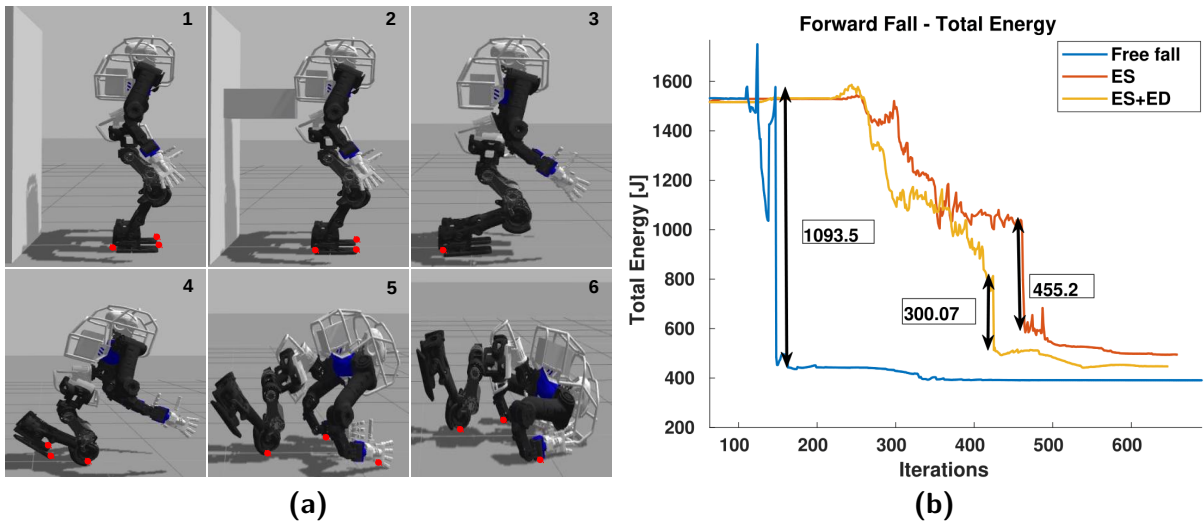 1
2
3
4
5
6
(a)
Forward Fall - Total Energy
Free fall
ES
ES+ED
1600
1400
1200
1000
800
600
400
200
Total Energy [J]
1093.5
300.07
455.2
100
200
300
400
500
600
Iterations
(b)